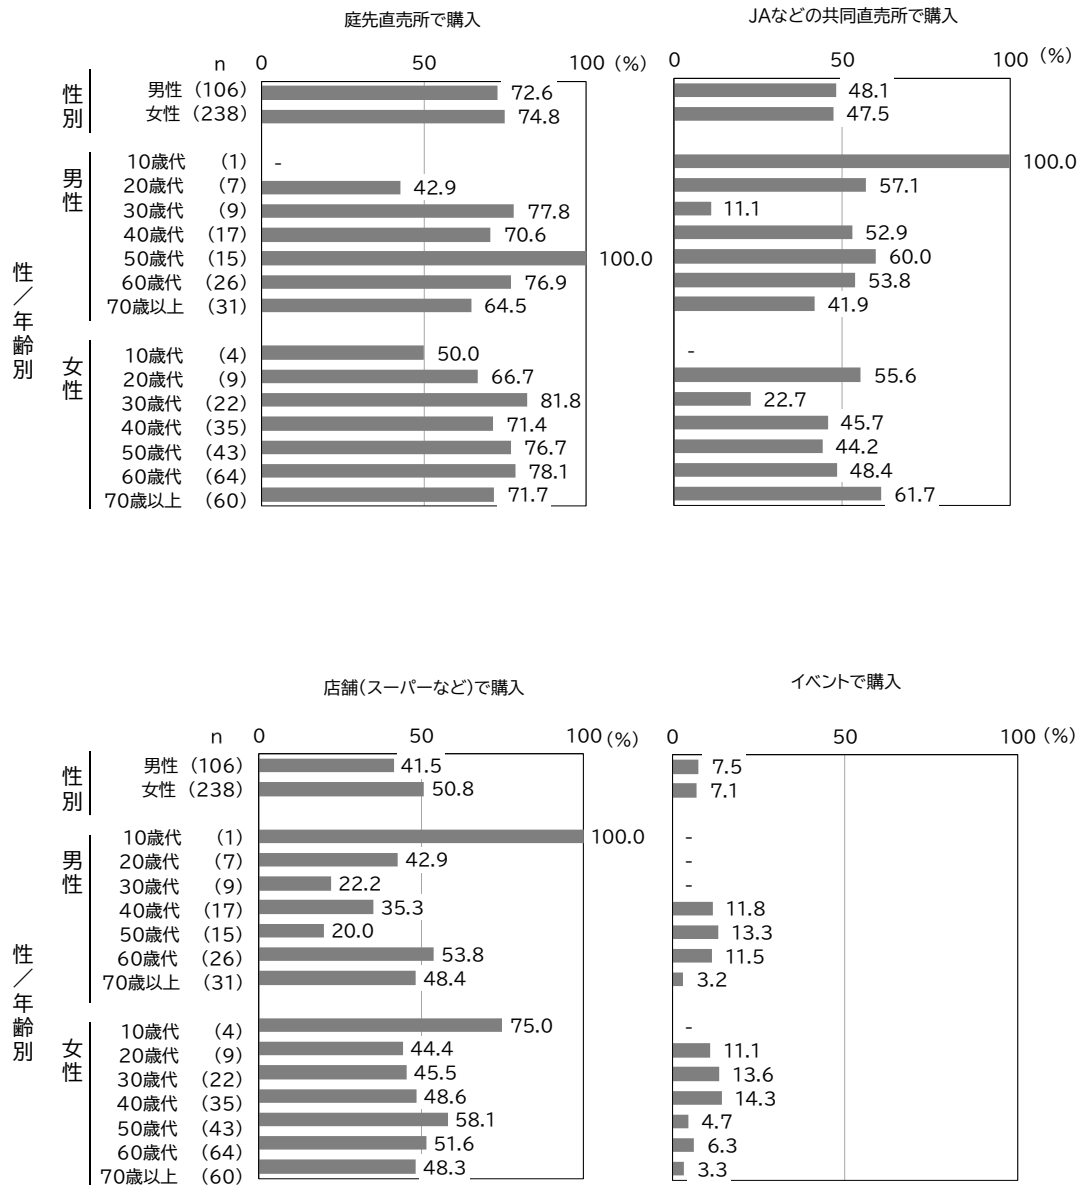 庭先直売所で購入
JAなどの共同直売所で購入
n 0 50 100 (%)
0 50 100 (%)
性別
男性 (106) 72.6 48.1
女性 (238) 74.8 47.5
性/年齢別
男性
10歳代 (1) - 100.0
20歳代 (7) 42.9 57.1
30歳代 (9) 77.8 11.1
40歳代 (17) 70.6 52.9
50歳代 (15) 100.0 60.0
60歳代 (26) 76.9 53.8
70歳以上 (31) 64.5 41.9
女性
10歳代 (4) 50.0 -
20歳代 (9) 66.7 55.6
30歳代 (22) 81.8 22.7
40歳代 (35) 71.4 45.7
50歳代 (43) 76.7 44.2
60歳代 (64) 78.1 48.4
70歳以上 (60) 71.7 61.7
店舗(スーパーなど)で購入
イベントで購入
n 0 50 100 (%)
0 50 100 (%)
性別
男性 (106) 41.5 7.5
女性 (238) 50.8 7.1
性/年齢別
男性
10歳代 (1) 100.0 -
20歳代 (7) 42.9 -
30歳代 (9) 22.2 -
40歳代 (17) 35.3 11.8
50歳代 (15) 20.0 13.3
60歳代 (26) 53.8 11.5
70歳以上 (31) 48.4 3.2
女性
10歳代 (4) 75.0 -
20歳代 (9) 44.4 11.1
30歳代 (22) 45.5 13.6
40歳代 (35) 48.6 14.3
50歳代 (43) 58.1 4.7
60歳代 (64) 51.6 6.3
70歳以上 (60) 48.3 3.3